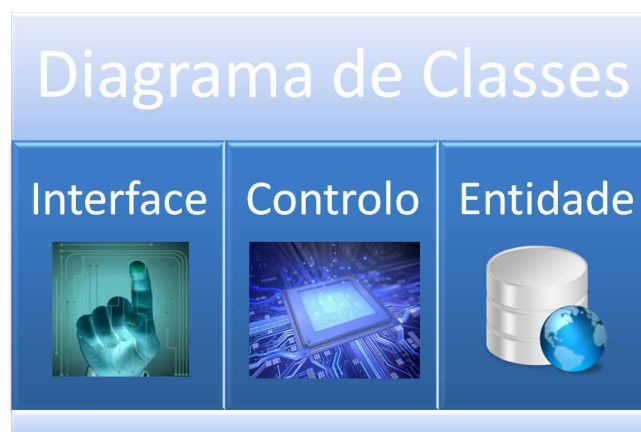 Diagrama de Classes
Interface
Controlo
Entidade